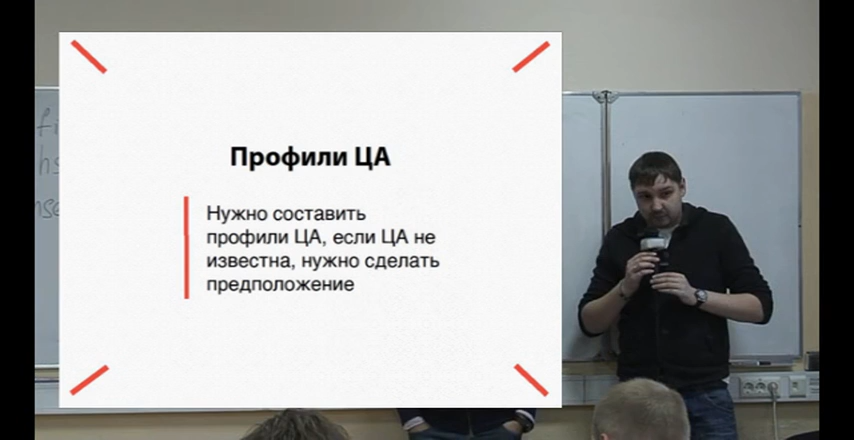 Профили ЦА
Нужно составить
профили ЦА, если ЦА не
известна, нужно сделать
предположение